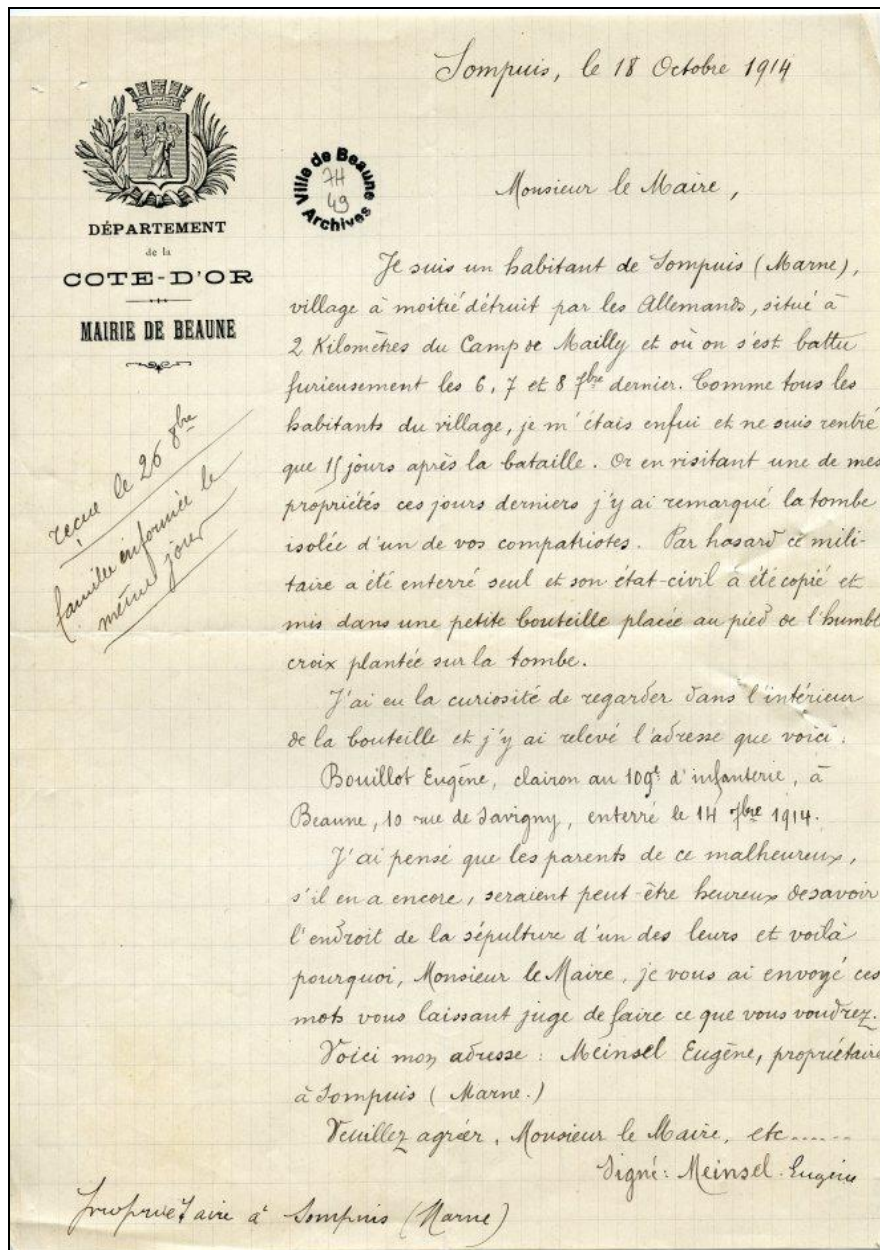 Sompuis, le 18 Octobre 1914
DÉPARTEMENT
de la
COTE-D'OR
MAIRIE DE BEAUNE
Ville de Beaune
7H
49
Archives
reçue le 26 8bre
famille informée le
même jour
Monsieur le Maire,
Je suis un habitant de Sompuis (Marne),
village à moitié détruit par les Allemands, situé à
2 Kilomètres du Camp de Mailly et où on s'est battu
furieusement les 6, 7 et 8 7bre dernier. Comme tous les
habitants du village, je m'étais enfui et ne suis rentré
que 15 jours après la bataille. Or en visitant une de mes
propriétés ces jours derniers j'y ai remarqué la tombe
isolée d'un de vos compatriotes. Par hasard ce mili-
taire a été enterré seul et son état-civil à été copié et
mis dans une petite bouteille placée au pied de l'humbl
croix plantée sur la tombe.
J'ai eu la curiosité de regarder dans l'intérieur
de la bouteille et j'y ai relevé l'adresse que voici :
Bouillot Eugène, clairon au 109e d'infanterie, à
Beaune, 10 rue de Savigny, enterré le 14 7bre 1914.
J'ai pensé que les parents de ce malheureux,
s'il en a encore, seraient peut-être heureux de savoir
l'endroit de la sépulture d'un des leurs et voilà
pourquoi, Monsieur le Maire, je vous ai envoyé ces
mots vous laissant juge de faire ce que vous voudrez.
Voici mon adresse : Meinsel Eugène, propriétaire
à Sompuis (Marne.)
Veuillez agréer, Monsieur le Maire, etc......
Signé : Meinsel Eugène
propriétaire à Sompuis (Marne)